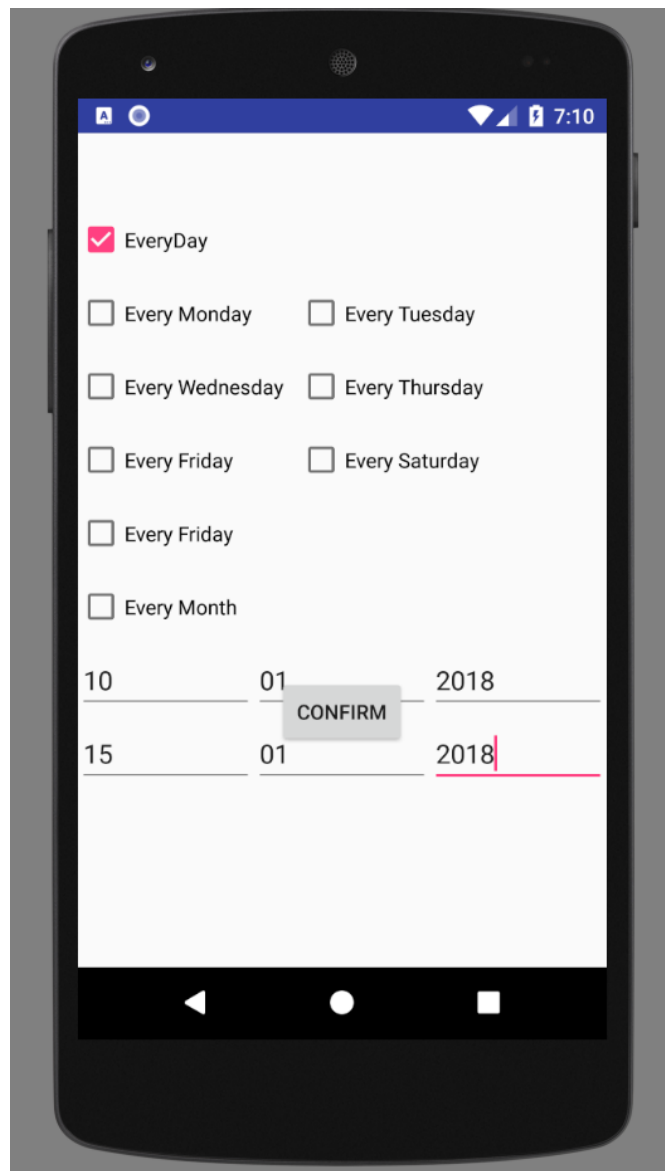 7:10
EveryDay
Every Monday Every Tuesday
Every Wednesday Every Thursday
Every Friday Every Saturday
Every Friday
Every Month
10 01 2018
CONFIRM
15 01 2018